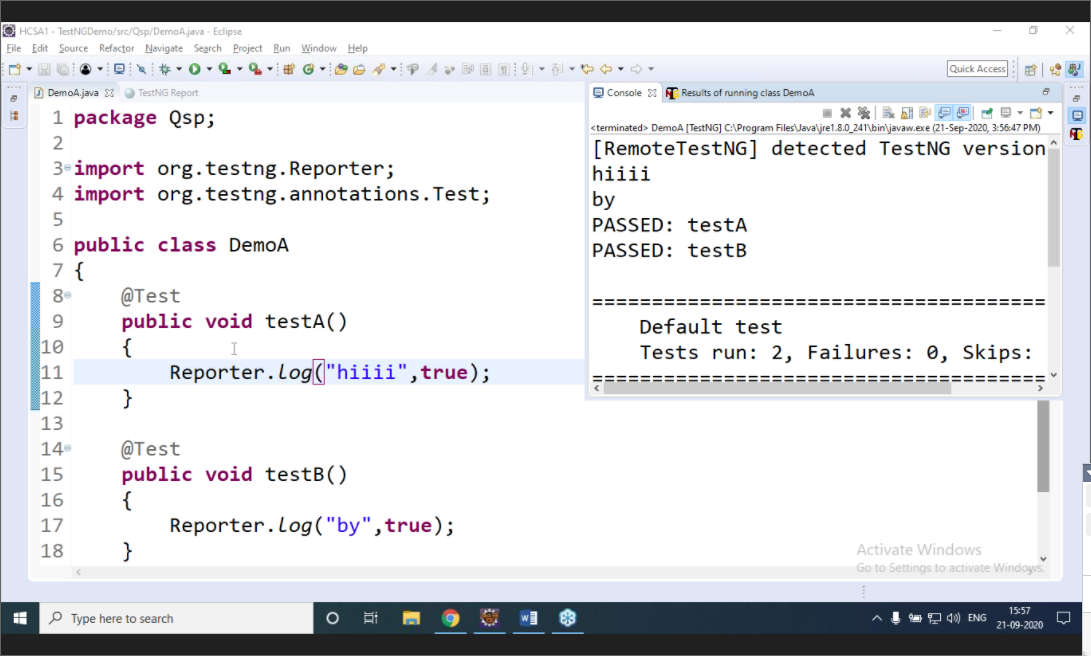 HCSA1 - TestNGDemo/src/Qsp/DemoA.java - Eclipse
File Edit Source Refactor Navigate Search Project Run Window Help
Quick Access
DemoA.java TestNG Report
1 package Qsp;
2
3 import org.testng.Reporter;
4 import org.testng.annotations.Test;
5
6 public class DemoA
7 {
8 @Test
9 public void testA()
10 {
11 Reporter.log("hiiii",true);
12 }
13
14 @Test
15 public void testB()
16 {
17 Reporter.log("by",true);
18 }
Console Results of running class DemoA
<terminated> DemoA [TestNG] C:\Program Files\Java\jre1.8.0_241\bin\javaw.exe (21-Sep-2020, 3:56:47 PM)
[RemoteTestNG] detected TestNG version
hiiii
by
PASSED: testA
PASSED: testB
======================================
Default test
Tests run: 2, Failures: 0, Skips:
======================================
Activate Windows
Go to Settings to activate Windows.
Type here to search
ENG
15:57
21-09-2020